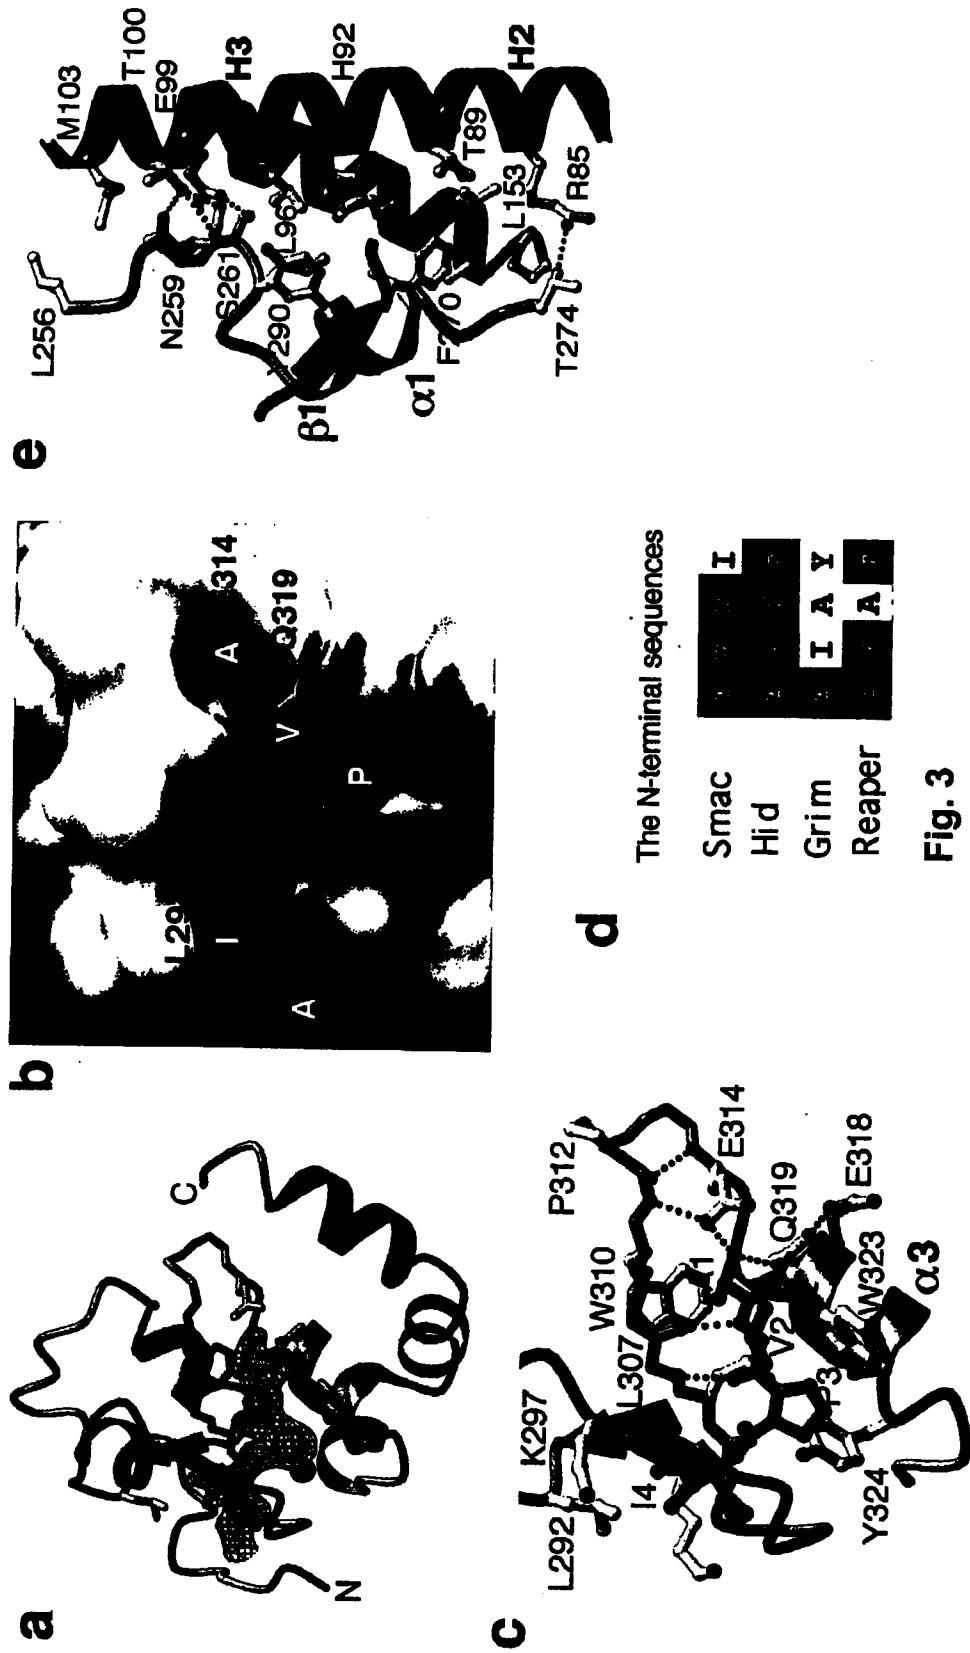 a
N
C
b
L29
I
A
P
V
A
314
Q319
c
L292
K297
I4
L307
W310
P312
E314
Q319
E318
W323
α3
V2
P3
Y324
1
d
The N-terminal sequences
Smac
I
Hid
Grim
I A Y
Reaper
A
e
L256
M103
T100
E99
H3
N259
S261
L96
H92
290
β1
α1
F270
T89
H2
L153
R85
T274
Fig. 3